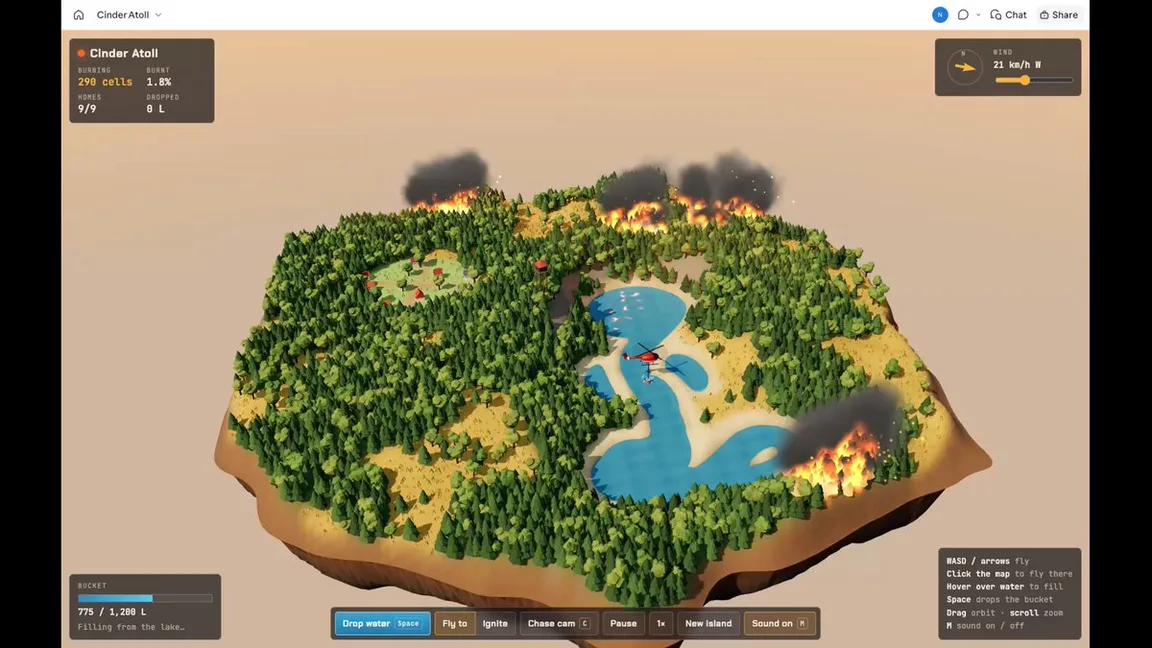 Cinder Atoll
N
Chat
Share
Cinder Atoll
BURNING
BURNT
290 cells
1.8%
HOMES
DROPPED
9/9
0 L
N
WIND
21 km/h W
BUCKET
775 / 1,200 L
Filling from the lake…
Drop water Space
Fly to
Ignite
Chase cam C
Pause
1×
New island
Sound on M
WASD / arrows fly
Click the map to fly there
Hover over water to fill
Space drops the bucket
Drag orbit · scroll zoom
M sound on / off